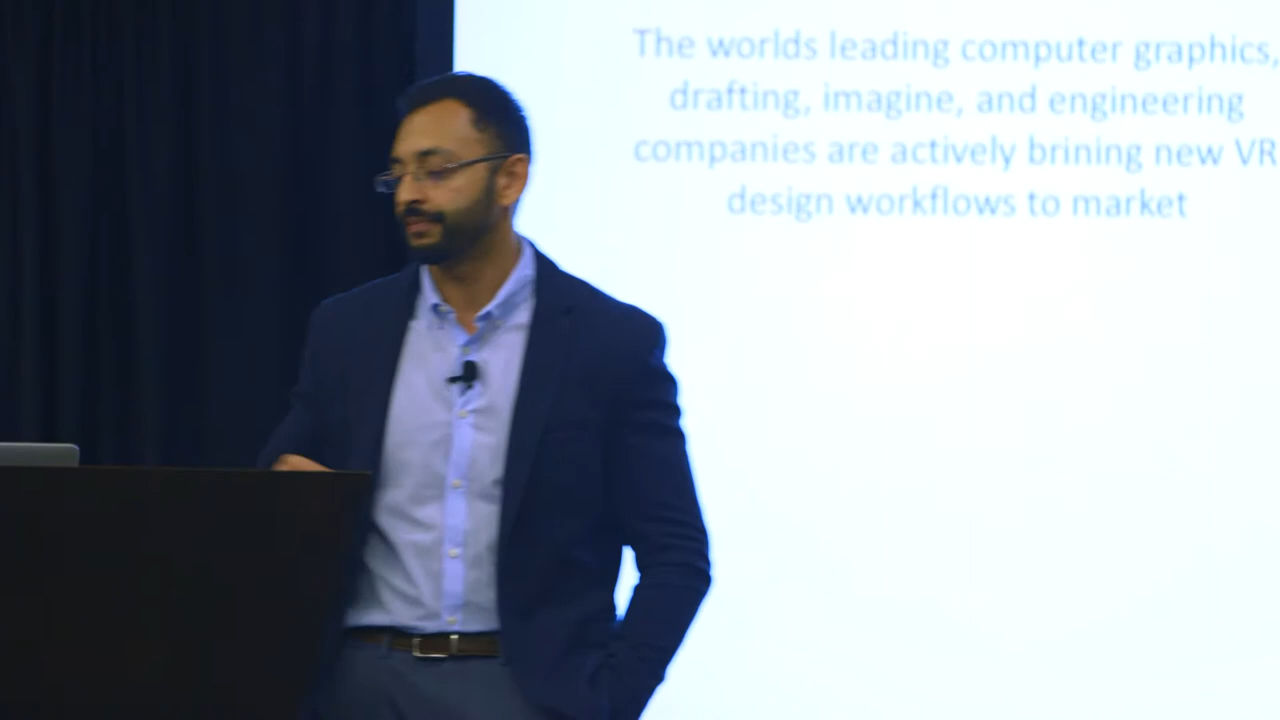 The worlds leading computer graphics,
drafting, imagine, and engineering
companies are actively brining new VR
design workflows to market